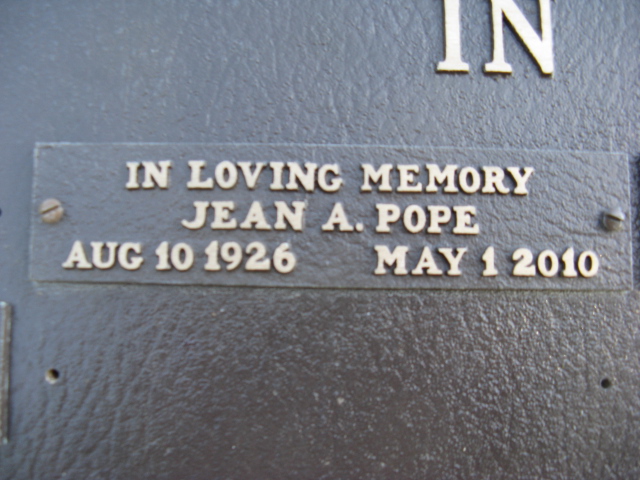 IN
IN LOVING MEMORY
JEAN A. POPE
AUG 10 1926 MAY 1 2010